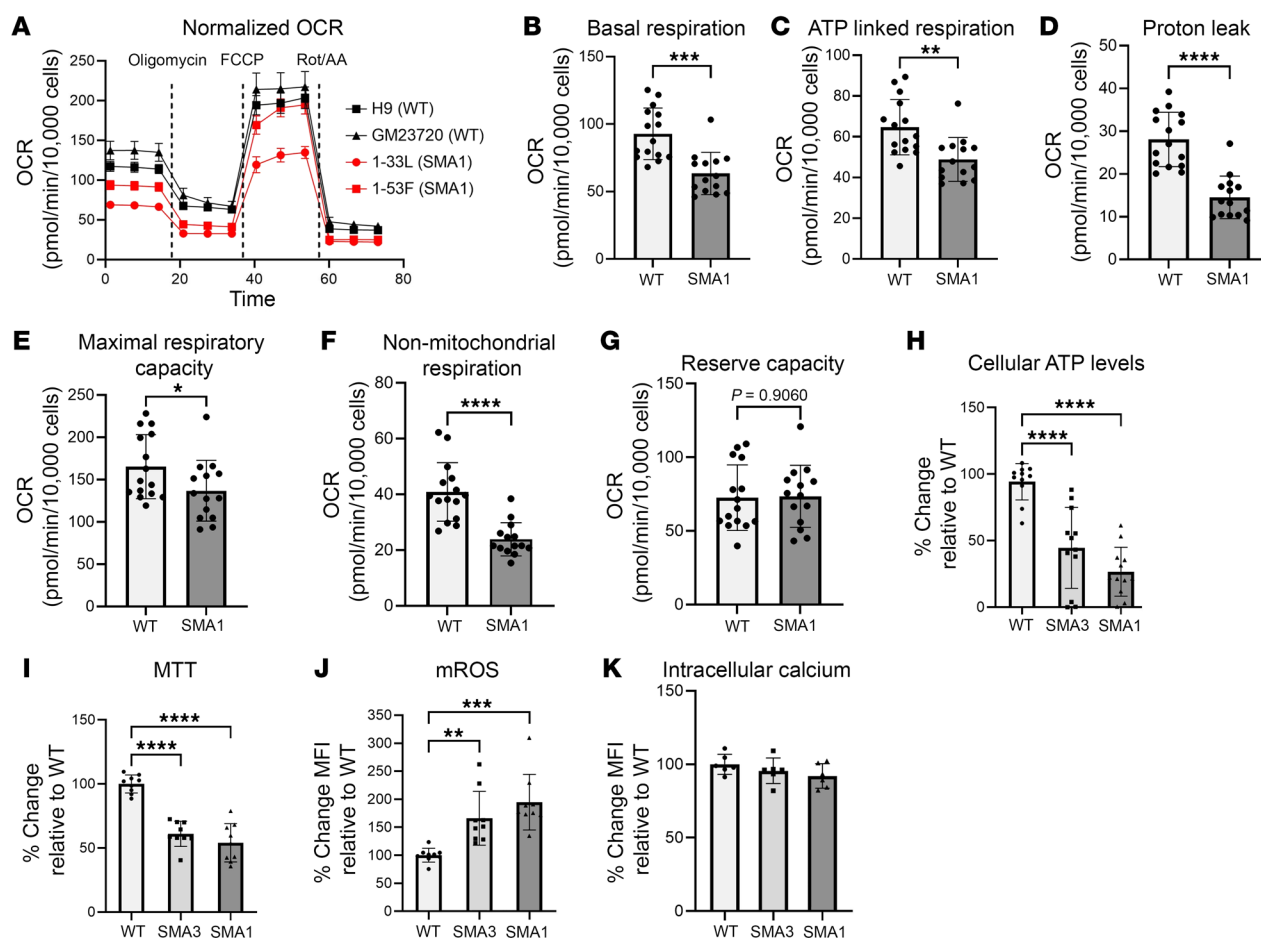 A
Normalized OCR
Oligomycin FCCP Rot/AA
OCR
(pmol/min/10,000 cells)
250
200
150
100
50
0
0 20 40 60 80
Time
H9 (WT)
GM23720 (WT)
1-33L (SMA1)
1-53F (SMA1)
B
Basal respiration
OCR
(pmol/min/10,000 cells)
150
100
50
0
***
WT SMA1
C
ATP linked respiration
OCR
(pmol/min/10,000 cells)
100
80
60
40
20
0
**
WT SMA1
D
Proton leak
OCR
(pmol/min/10,000 cells)
50
40
30
20
10
0
****
WT SMA1
E
Maximal respiratory
capacity
OCR
(pmol/min/10,000 cells)
250
200
150
100
50
0
*
WT SMA1
F
Non-mitochondrial
respiration
OCR
(pmol/min/10,000 cells)
80
60
40
20
0
****
WT SMA1
G
Reserve capacity
OCR
(pmol/min/10,000 cells)
150
100
50
0
P = 0.9060
WT SMA1
H
Cellular ATP levels
% Change
relative to WT
150
100
50
0
****
****
WT SMA3 SMA1
I
MTT
% Change
relative to WT
150
100
50
0
****
****
WT SMA3 SMA1
J
mROS
% Change MFI
relative to WT
350
300
250
200
150
100
50
0
***
**
WT SMA3 SMA1
K
Intracellular calcium
% Change MFI
relative to WT
150
100
50
0
WT SMA3 SMA1